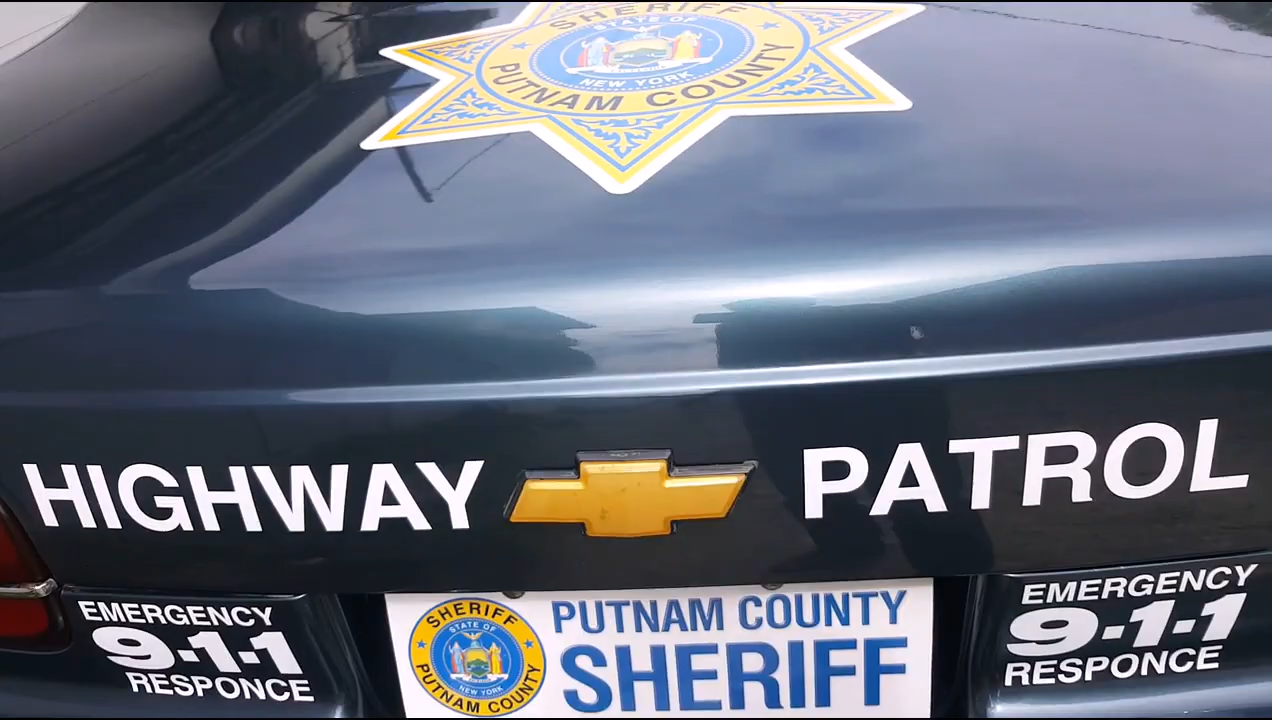 SHERIFF
STATE OF
NEW YORK
PUTNAM COUNTY
HIGHWAY PATROL
EMERGENCY
9-1-1
RESPONCE
SHERIFF
STATE OF
NEW YORK
PUTNAM COUNTY
PUTNAM COUNTY
SHERIFF
EMERGENCY
9-1-1
RESPONCE